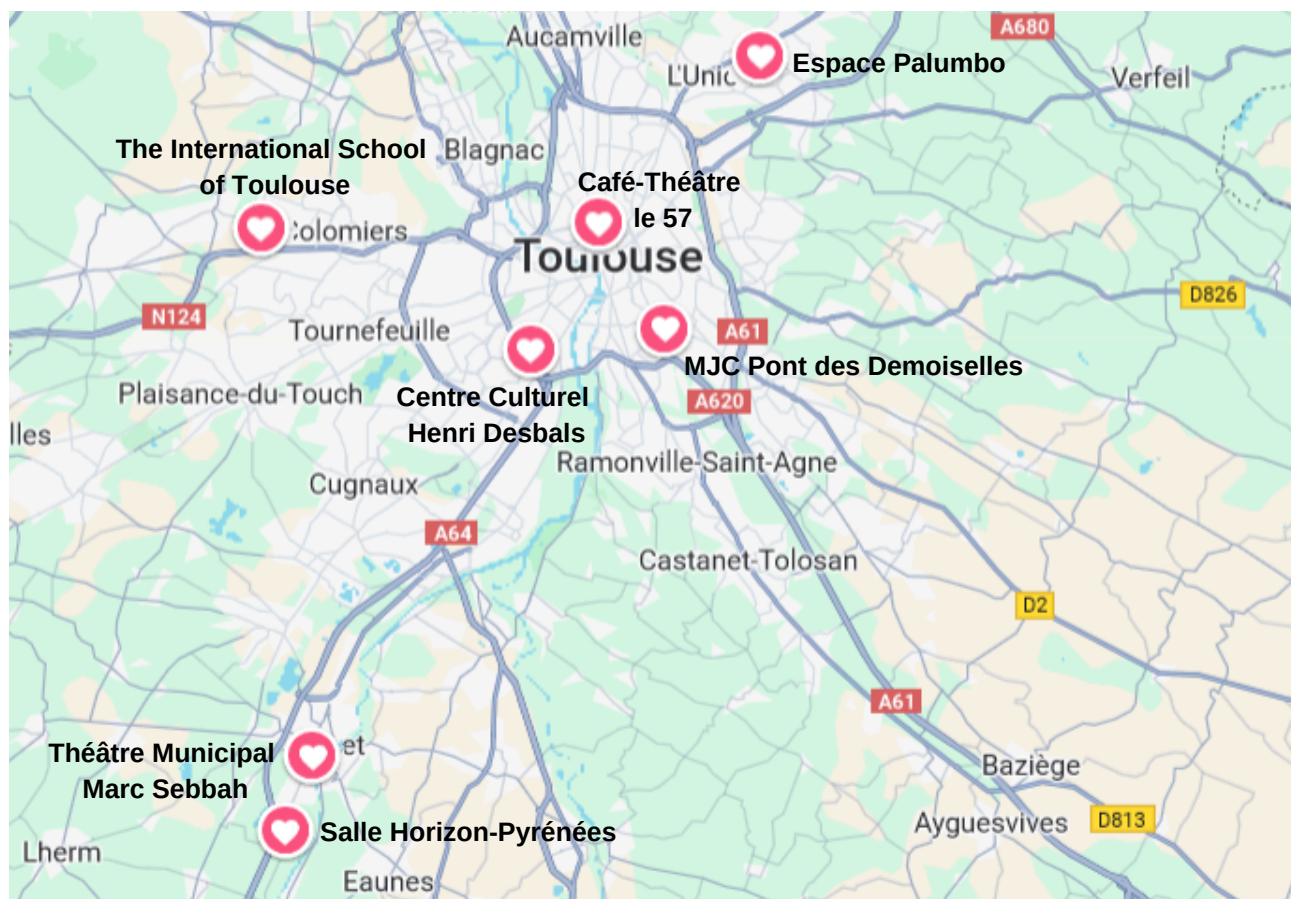 Aucamville
A680
L'Unic
Espace Palumbo
Verfeil
The International School
of Toulouse
Blagnac
Café-Théâtre
le 57
Colomiers
Toulouse
D826
N124
Tournefeuille
A61
MJC Pont des Demoiselles
Plaisance-du-Touch
Centre Culturel
Henri Desbals
A620
lles
Ramonville-Saint-Agne
Cugnaux
A64
Castanet-Tolosan
D2
A61
Théâtre Municipal
Marc Sebbah
et
Baziège
Salle Horizon-Pyrénées
Ayguesvives
D813
Lherm
Eaunes